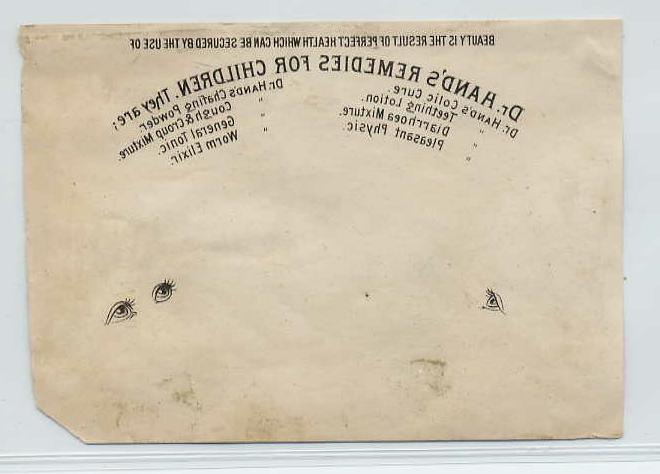 BEAUTY IS THE RESULT OF PERFECT HEALTH WHICH CAN BE SECURED BY THE USE OF
Dr. HAND'S REMEDIES FOR CHILDREN. They are;
Dr. HAND'S Colic Cure.
" Teething Lotion.
" Diarrhoea Mixture.
" Pleasant Physic.
Dr. HAND'S Chafing Powder.
" Cough & Croup Mixture.
" General Tonic.
" Worm Elixir.